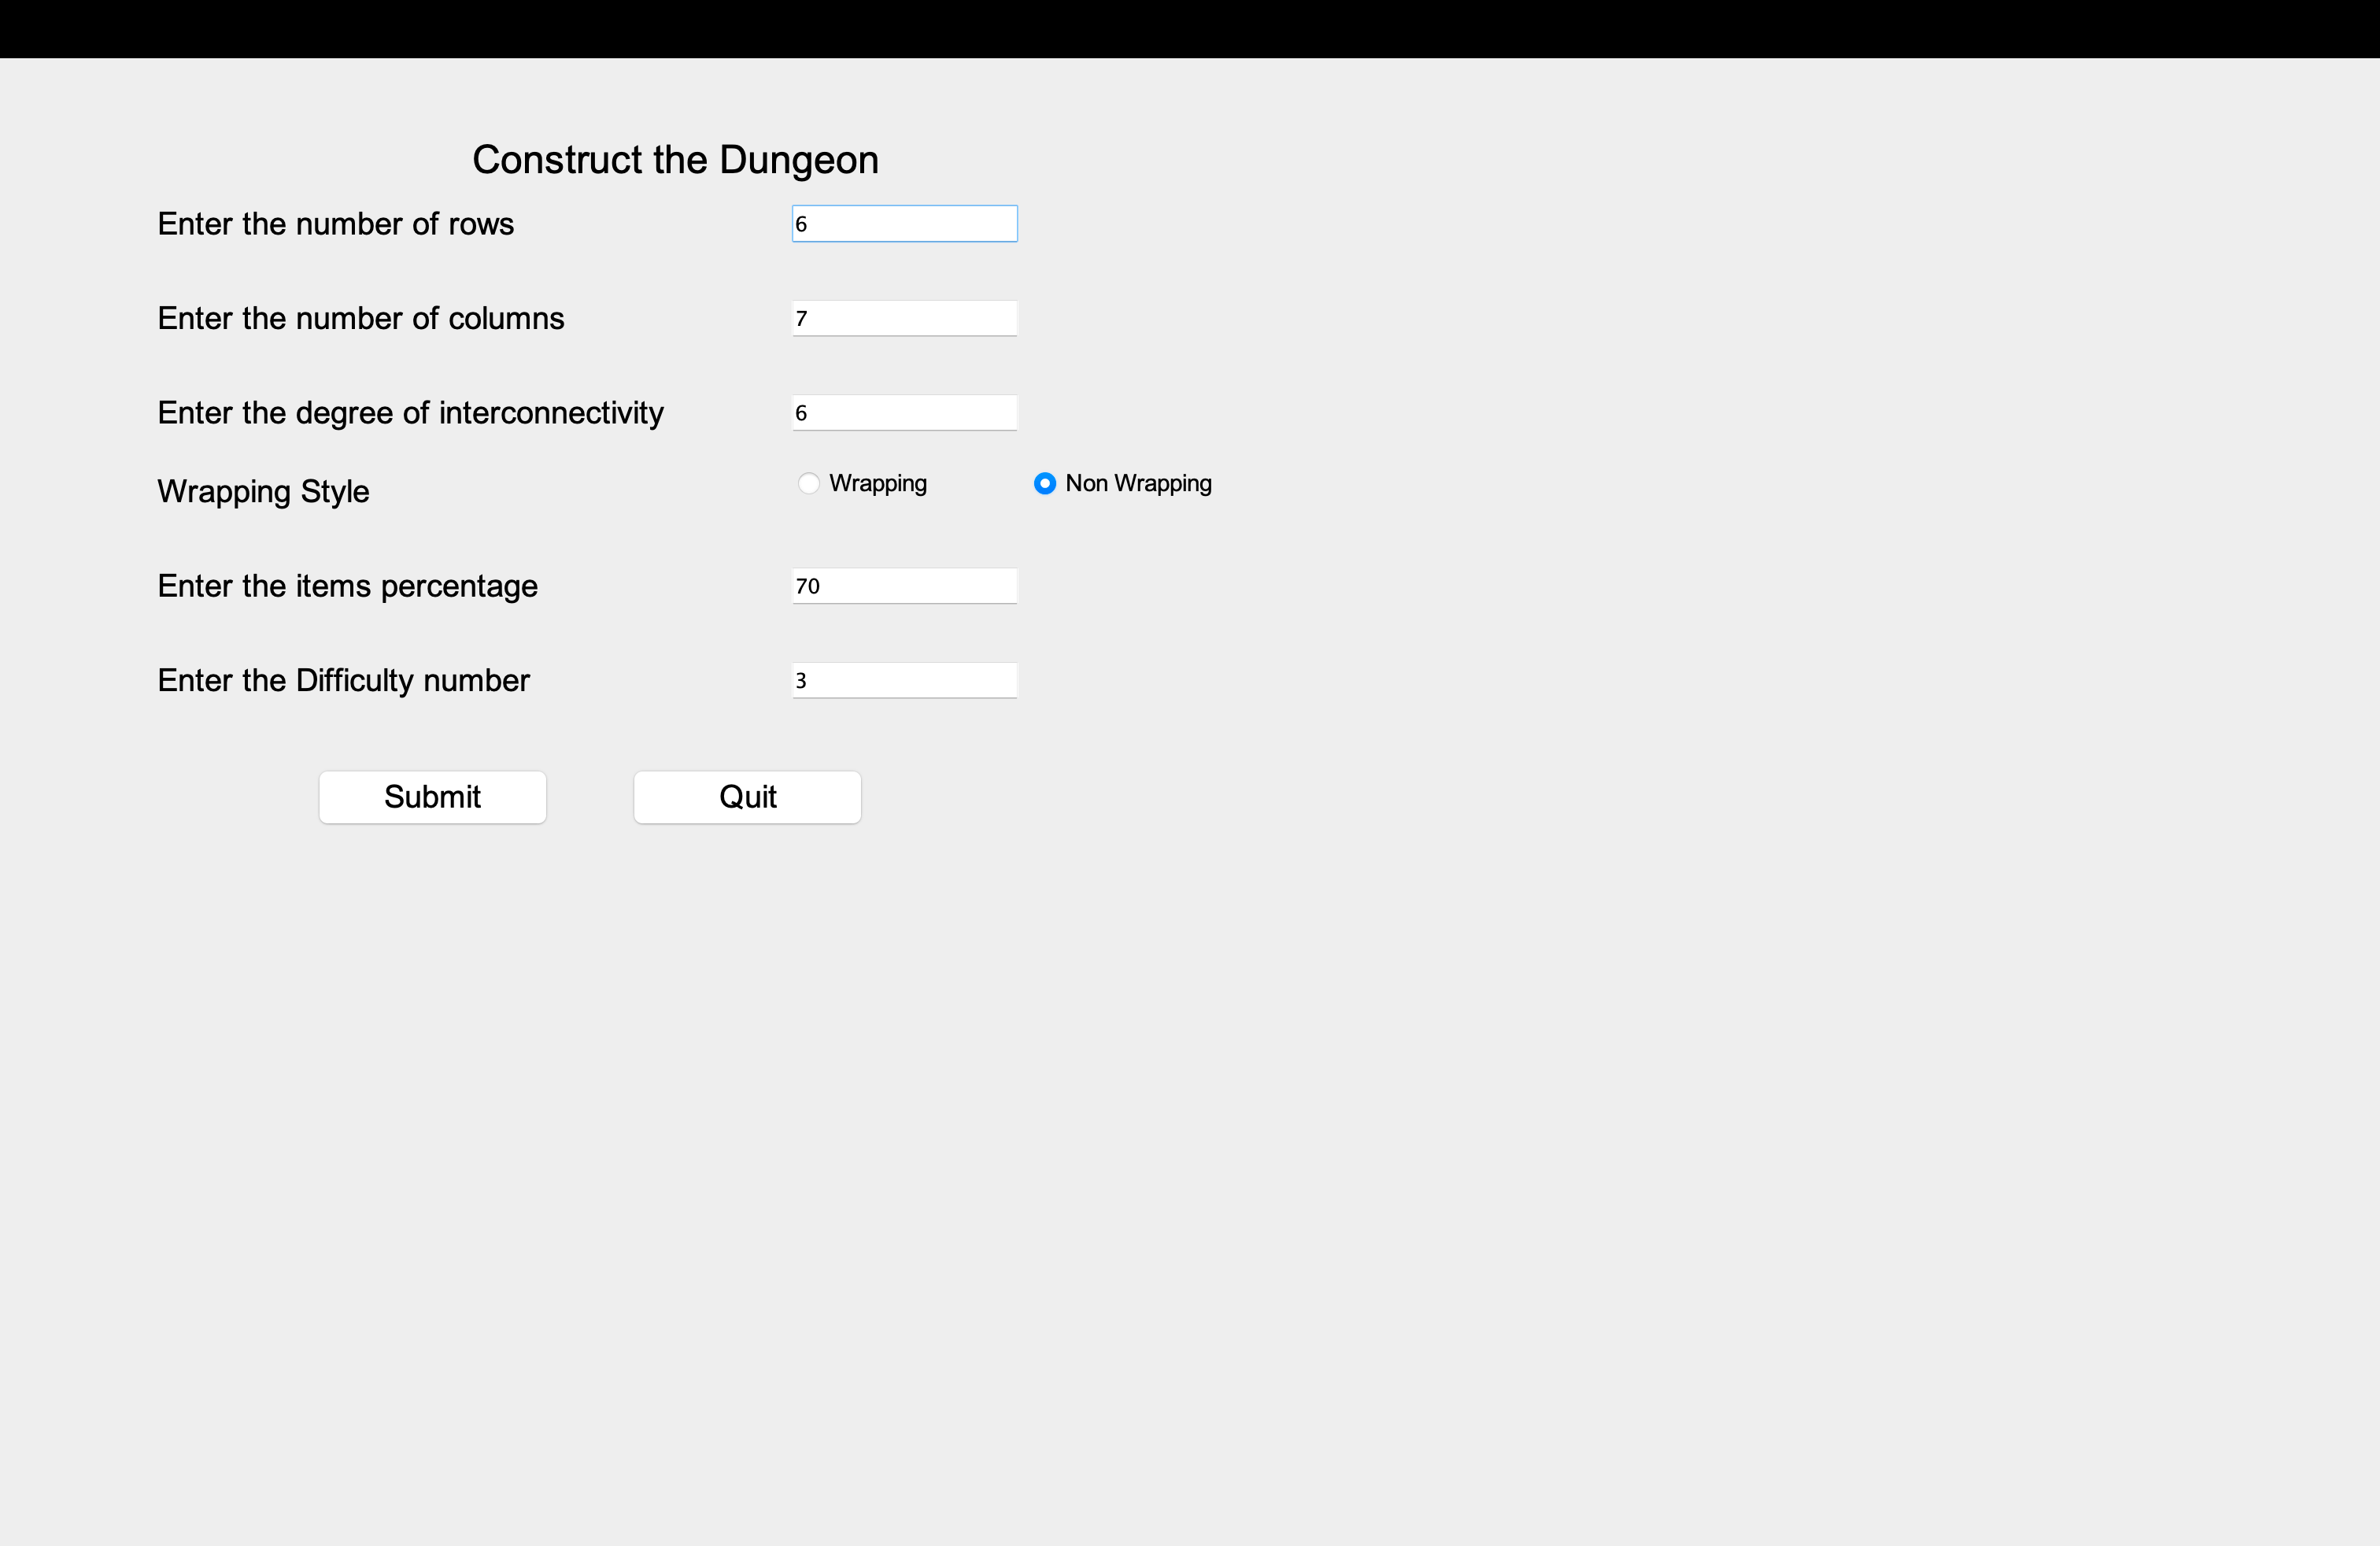 Construct the Dungeon
Enter the number of rows 6
Enter the number of columns 7
Enter the degree of interconnectivity 6
Wrapping Style Wrapping Non Wrapping
Enter the items percentage 70
Enter the Difficulty number 3
Submit Quit